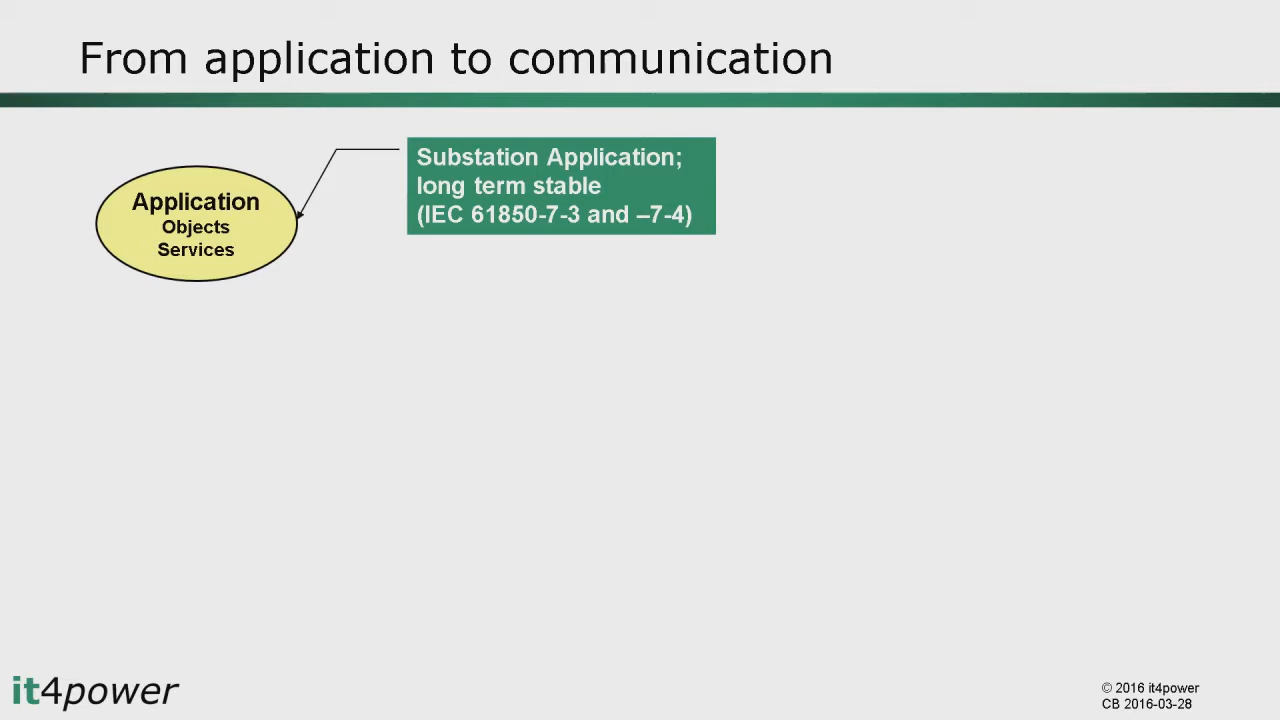 From application to communication
Application
Objects
Services
Substation Application;
long term stable
(IEC 61850-7-3 and –7-4)
it4power
© 2016 it4power
CB 2016-03-28